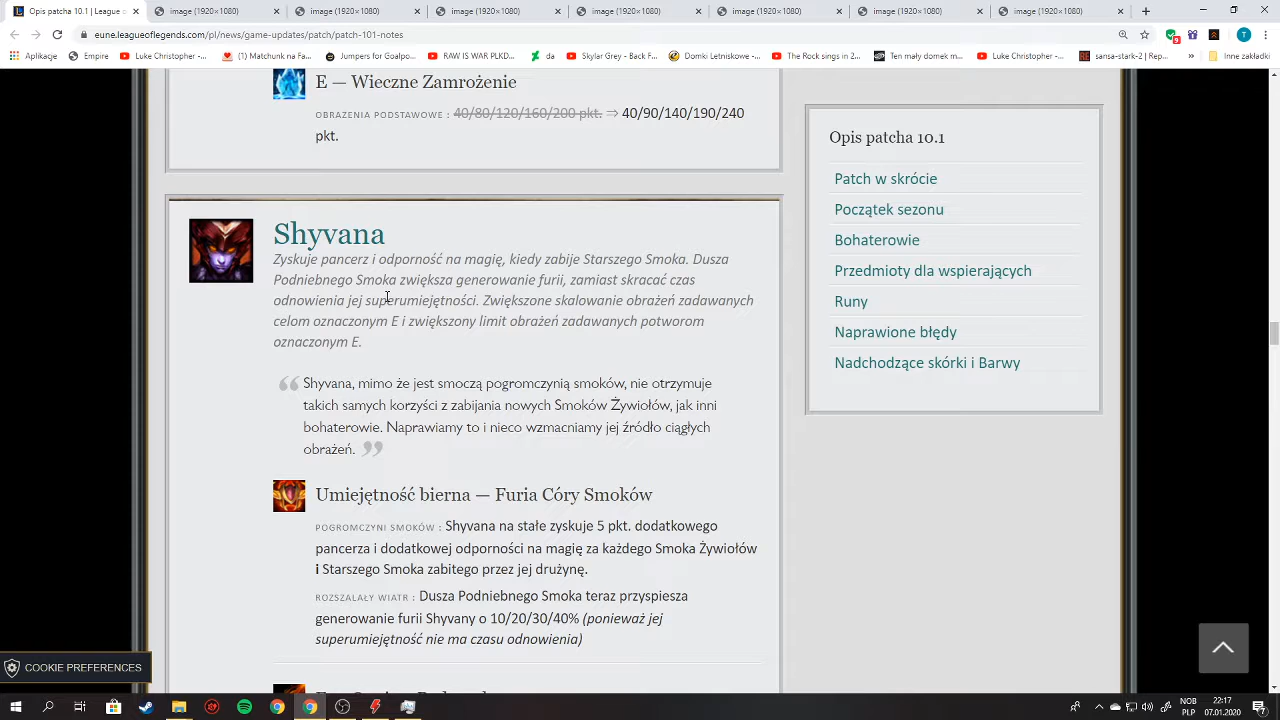 Opis patcha 10.1 | League o
image (1920×1080)
image (1920×1080)
image (1920×1080)
image (1920×1080)
image (1920×1080)
image (1920×1080)
image (1920×1080)
eune.leagueoflegends.com/pl/news/game-updates/patch/patch-101-notes
Aplikacje
Empire
Luke Christopher -...
(1) Matchunk na Fa...
Jumpers for Goalpo...
RAW IS WAR PLKD...
da
Skylar Grey - Back F...
Domki Letniskowe -...
The Rock sings in 2...
Ten mały domek m...
Luke Christopher -...
sansa-stark-2 | Rep...
»
Inne zakładki
E — Wieczne Zamrożenie
OBRAŻENIA PODSTAWOWE : 40/80/120/160/200 pkt. ⇒ 40/90/140/190/240
pkt.
Shyvana
Zyskuje pancerz i odporność na magię, kiedy zabije Starszego Smoka. Dusza
Podniebnego Smoka zwiększa generowanie furii, zamiast skracać czas
odnowienia jej superumiejętności. Zwiększone skalowanie obrażeń zadawanych
celom oznaczonym E i zwiększony limit obrażeń zadawanych potworom
oznaczonym E.
“ Shyvana, mimo że jest smoczą pogromczynią smoków, nie otrzymuje
takich samych korzyści z zabijania nowych Smoków Żywiołów, jak inni
bohaterowie. Naprawiamy to i nieco wzmacniamy jej źródło ciągłych
obrażeń. ”
Umiejętność bierna — Furia Córy Smoków
POGROMCZYNI SMOKÓW : Shyvana na stałe zyskuje 5 pkt. dodatkowego
pancerza i dodatkowej odporności na magię za każdego Smoka Żywiołów
i Starszego Smoka zabitego przez jej drużynę.
ROZSZALAŁY WIATR : Dusza Podniebnego Smoka teraz przyspiesza
generowanie furii Shyvany o 10/20/30/40% (ponieważ jej
superumiejętność nie ma czasu odnowienia)
Opis patcha 10.1
Patch w skrócie
Początek sezonu
Bohaterowie
Przedmioty dla wspierających
Runy
Naprawione błędy
Nadchodzące skórki i Barwy
COOKIE PREFERENCES
NOB
PLP
22:17
07.01.2020